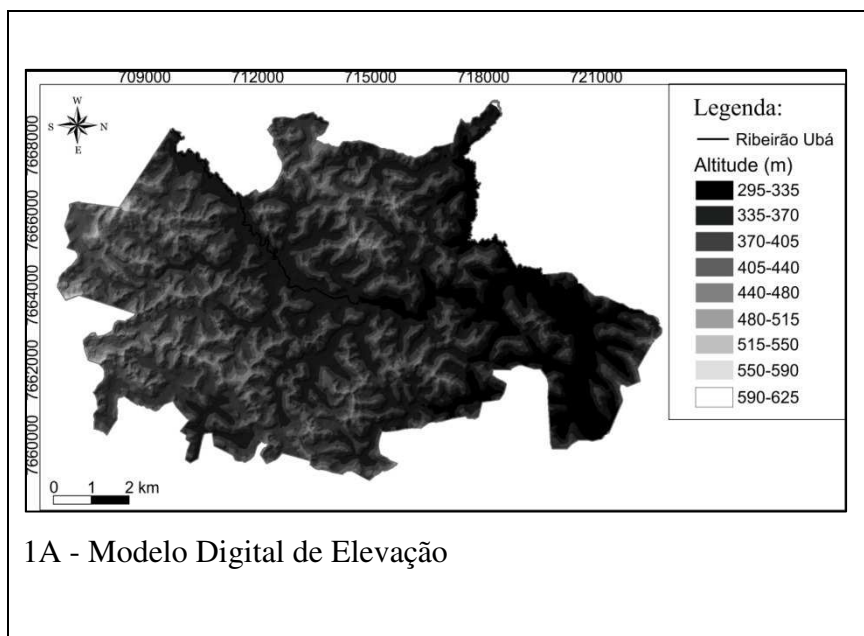 709000 712000 715000 718000 721000
W
S N
E
7668000
7666000
7664000
7662000
7660000
Legenda:
Ribeirão Ubá
Altitude (m)
295-335
335-370
370-405
405-440
440-480
480-515
515-550
550-590
590-625
0 1 2 km
1A - Modelo Digital de Elevação